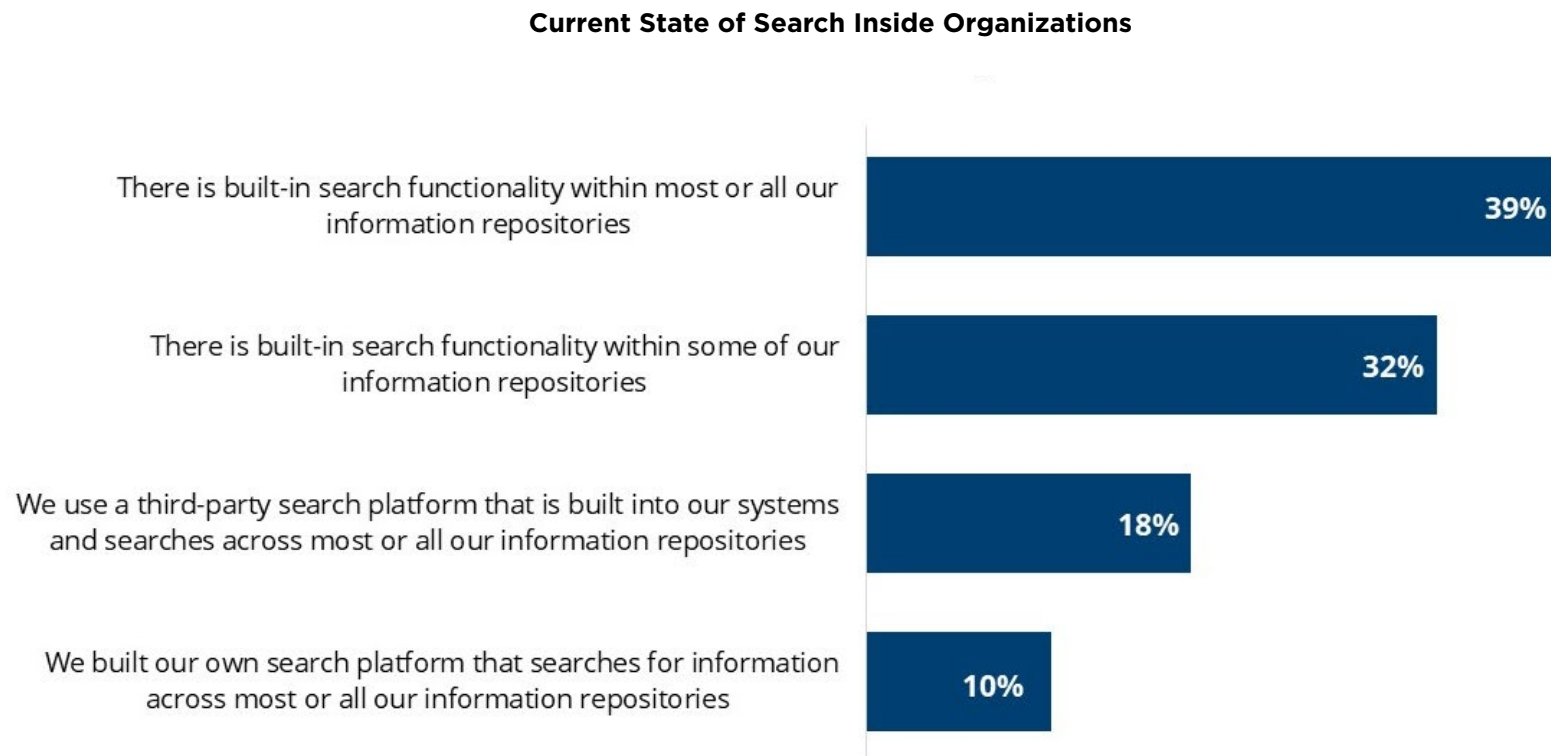 Current State of Search Inside Organizations
There is built-in search functionality within most or all our
information repositories
39%
There is built-in search functionality within some of our
information repositories
32%
We use a third-party search platform that is built into our systems
and searches across most or all our information repositories
18%
We built our own search platform that searches for information
across most or all our information repositories
10%